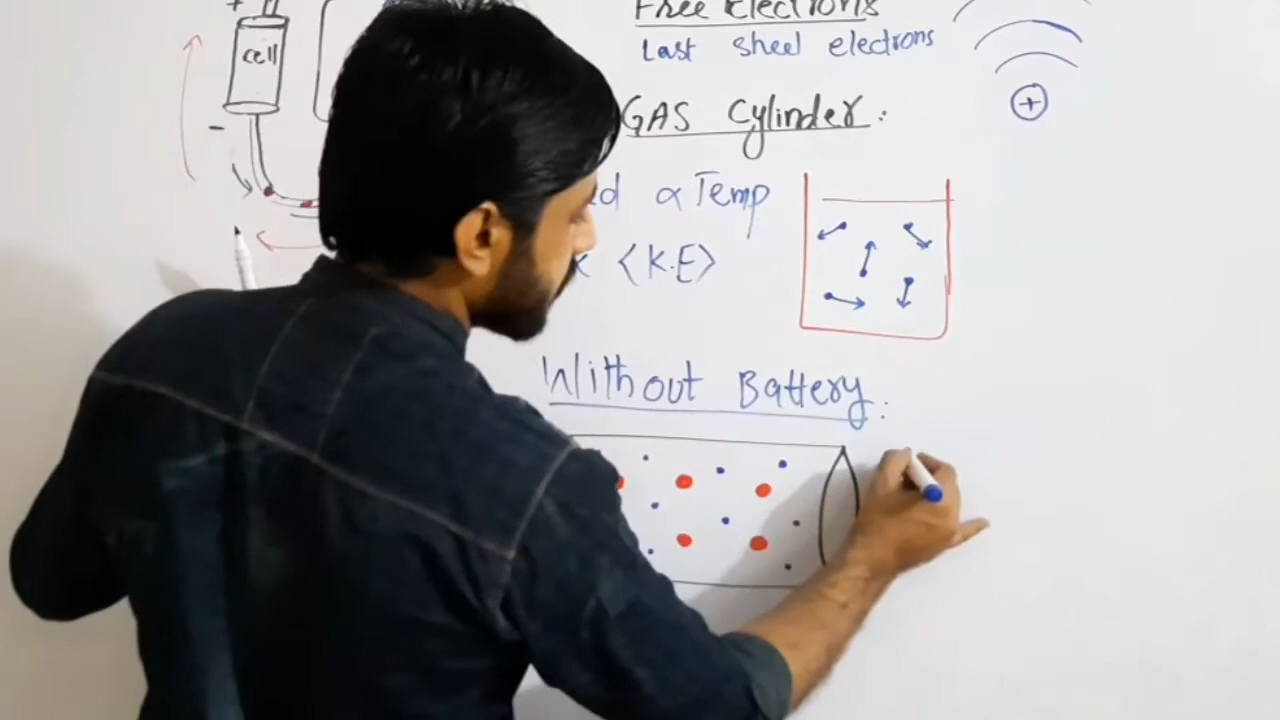 +
cell
-
Free Electrons
Last sheel electrons
+
GAS Cylinder:
α Temp
<K.E>
Without Battery: